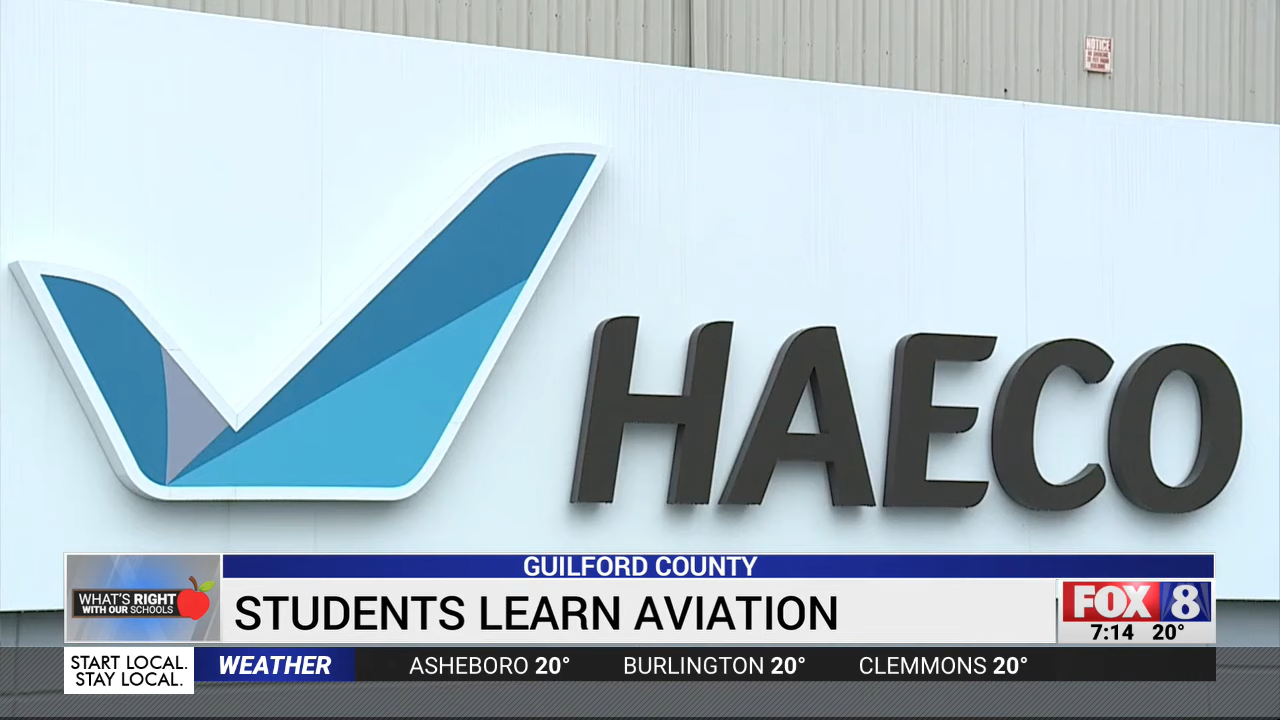 NOTICE
HAECO
GUILFORD COUNTY
WHAT'S RIGHT
WITH OUR SCHOOLS
STUDENTS LEARN AVIATION
FOX 8
7:14 20°
START LOCAL.
STAY LOCAL.
WEATHER ASHEBORO 20° BURLINGTON 20° CLEMMONS 20°